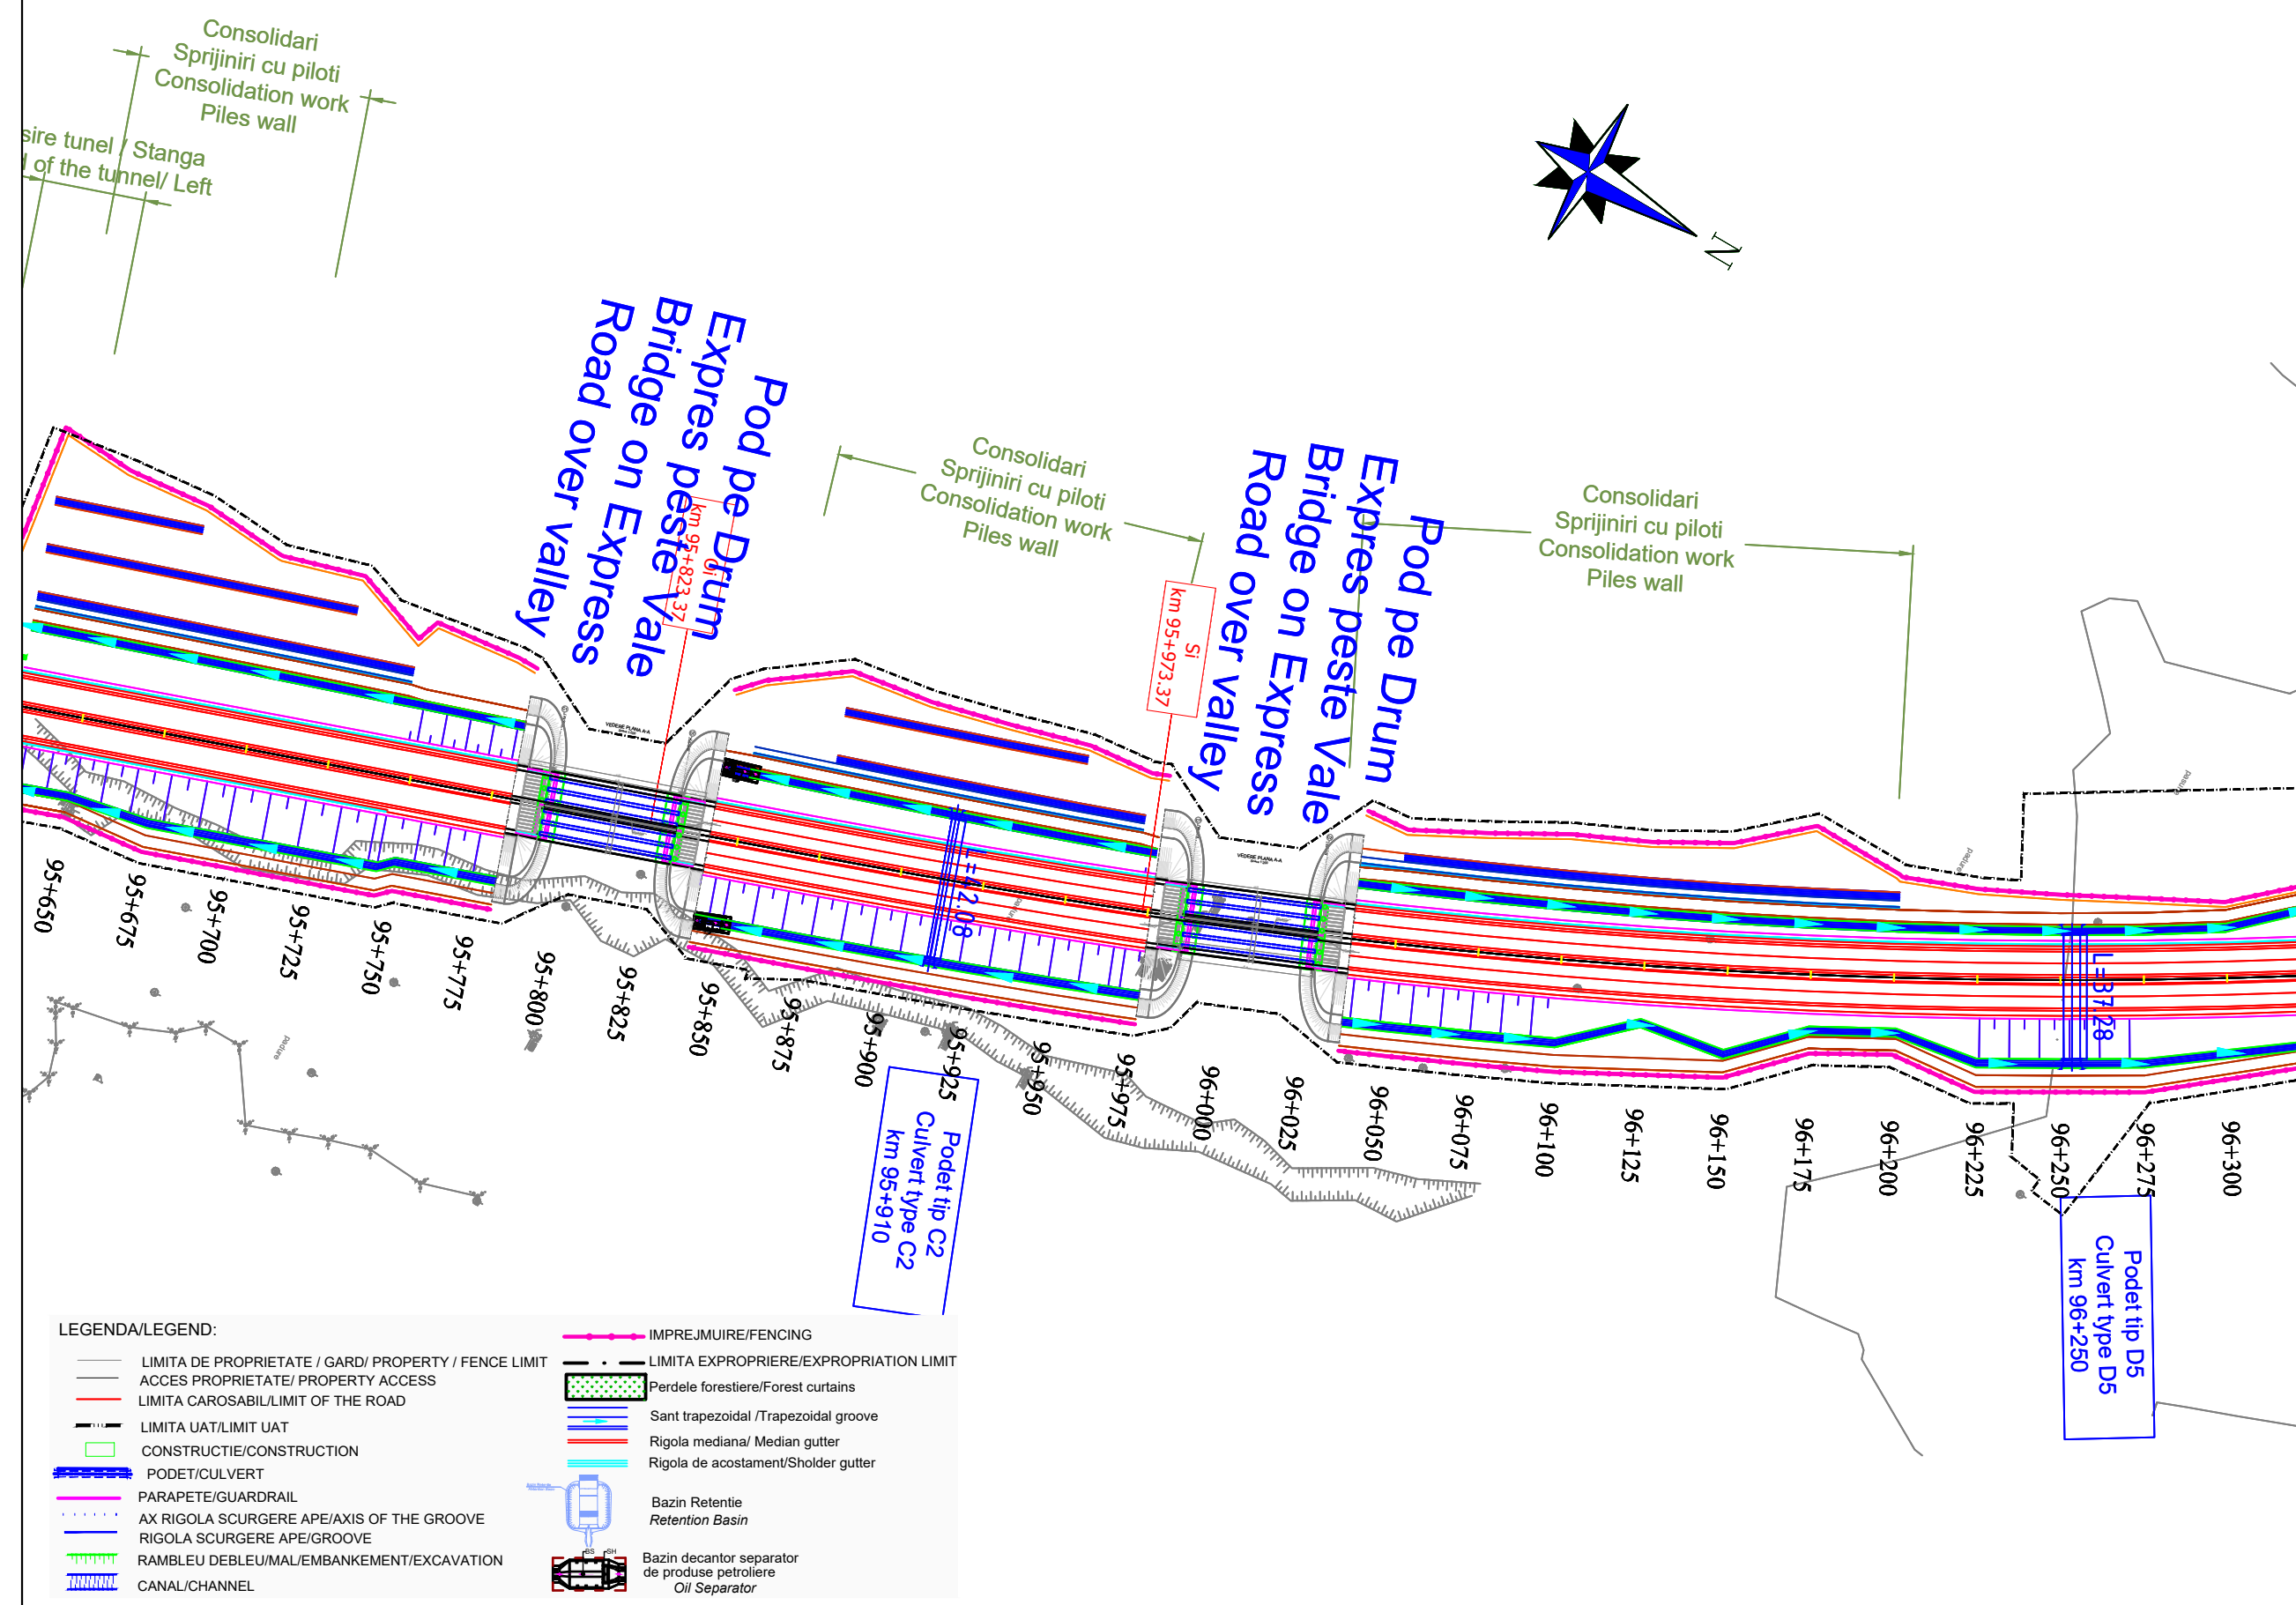 Consolidari
Sprijiniri cu piloti
Consolidation work
Piles wall
sire tunel / Stanga
of the tunnel/ Left
N
Pod pe Drum
Expres peste Vale
Bridge on Express
Road over valley
Gi
km 95+823.37
Consolidari
Sprijiniri cu piloti
Consolidation work
Piles wall
Si
km 95+973.37
Pod pe Drum
Expres peste Vale
Bridge on Express
Road over valley
Consolidari
Sprijiniri cu piloti
Consolidation work
Piles wall
VEDERE PLANA A-A
VEDERE PLANA A-A
L=42.08
L=37.28
95+650
95+675
95+700
95+725
95+750
95+775
95+800
95+825
95+850
95+875
95+900
95+925
95+950
95+975
96+000
96+025
96+050
96+075
96+100
96+125
96+150
96+175
96+200
96+225
96+250
96+275
96+300
padure
Podet tip C2
Culvert type C2
km 95+910
Podet tip D5
Culvert type D5
km 96+250
LEGENDA/LEGEND:
LIMITA DE PROPRIETATE / GARD/ PROPERTY / FENCE LIMIT
ACCES PROPRIETATE/ PROPERTY ACCESS
LIMITA CAROSABIL/LIMIT OF THE ROAD
LIMITA UAT/LIMIT UAT
CONSTRUCTIE/CONSTRUCTION
PODET/CULVERT
PARAPETE/GUARDRAIL
AX RIGOLA SCURGERE APE/AXIS OF THE GROOVE
RIGOLA SCURGERE APE/GROOVE
RAMBLEU DEBLEU/MAL/EMBANKEMENT/EXCAVATION
CANAL/CHANNEL
IMPREJMUIRE/FENCING
LIMITA EXPROPRIERE/EXPROPRIATION LIMIT
Perdele forestiere/Forest curtains
Sant trapezoidal /Trapezoidal groove
Rigola mediana/ Median gutter
Rigola de acostament/Sholder gutter
Bazin Retentie
Retention Basin
BS
SH
Bazin decantor separator
de produse petroliere
Oil Separator